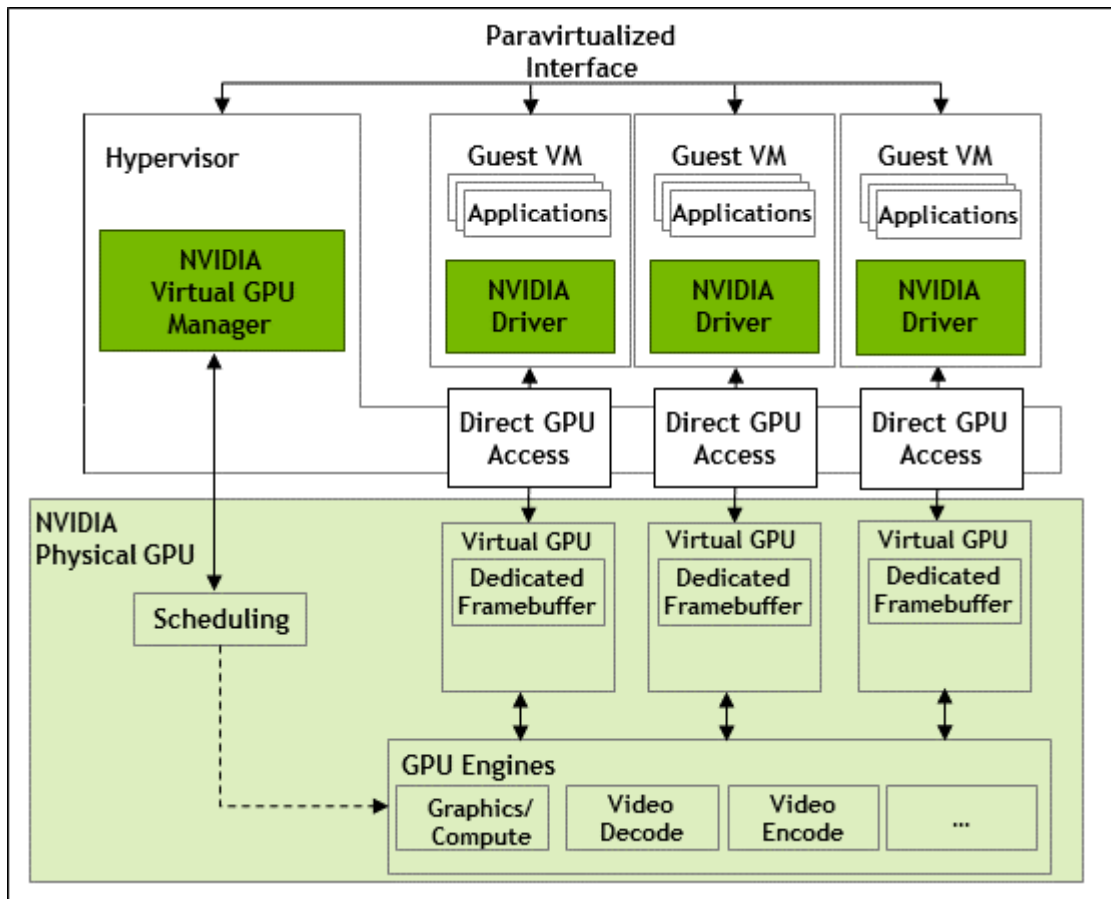 Paravirtualized
Interface
Hypervisor
NVIDIA
Virtual GPU
Manager
Guest VM
Applications
NVIDIA
Driver
Guest VM
Applications
NVIDIA
Driver
Guest VM
Applications
NVIDIA
Driver
Direct GPU
Access
Direct GPU
Access
Direct GPU
Access
NVIDIA
Physical GPU
Scheduling
Virtual GPU
Dedicated
Framebuffer
Virtual GPU
Dedicated
Framebuffer
Virtual GPU
Dedicated
Framebuffer
GPU Engines
Graphics/
Compute
Video
Decode
Video
Encode
...